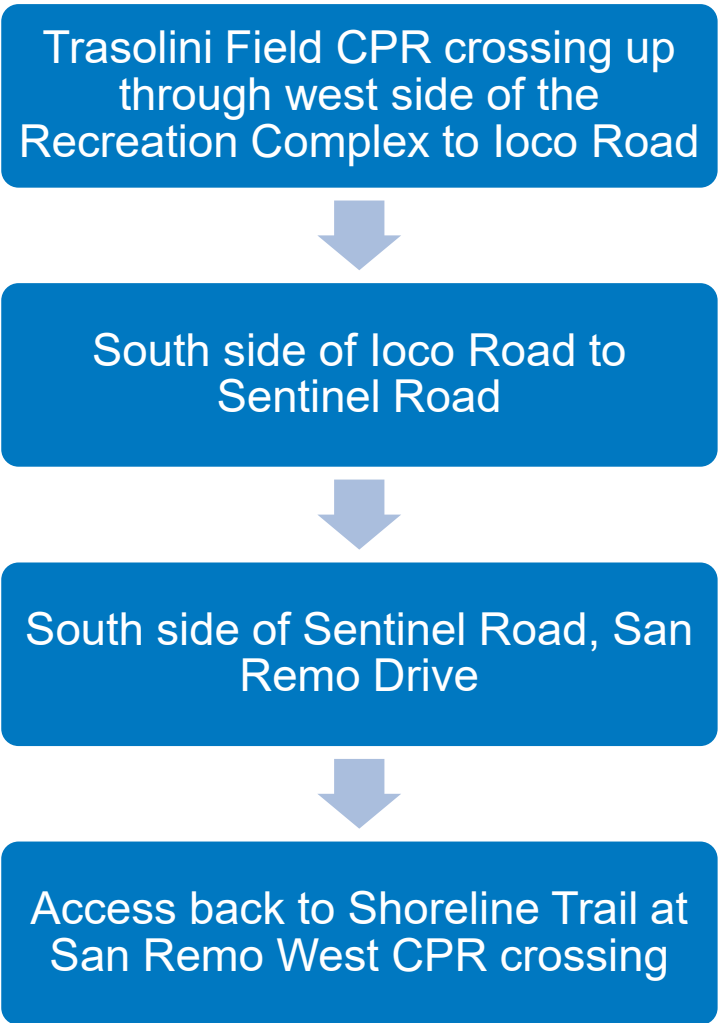 Trasolini Field CPR crossing up
through west side of the
Recreation Complex to Ioco Road
South side of Ioco Road to
Sentinel Road
South side of Sentinel Road, San
Remo Drive
Access back to Shoreline Trail at
San Remo West CPR crossing